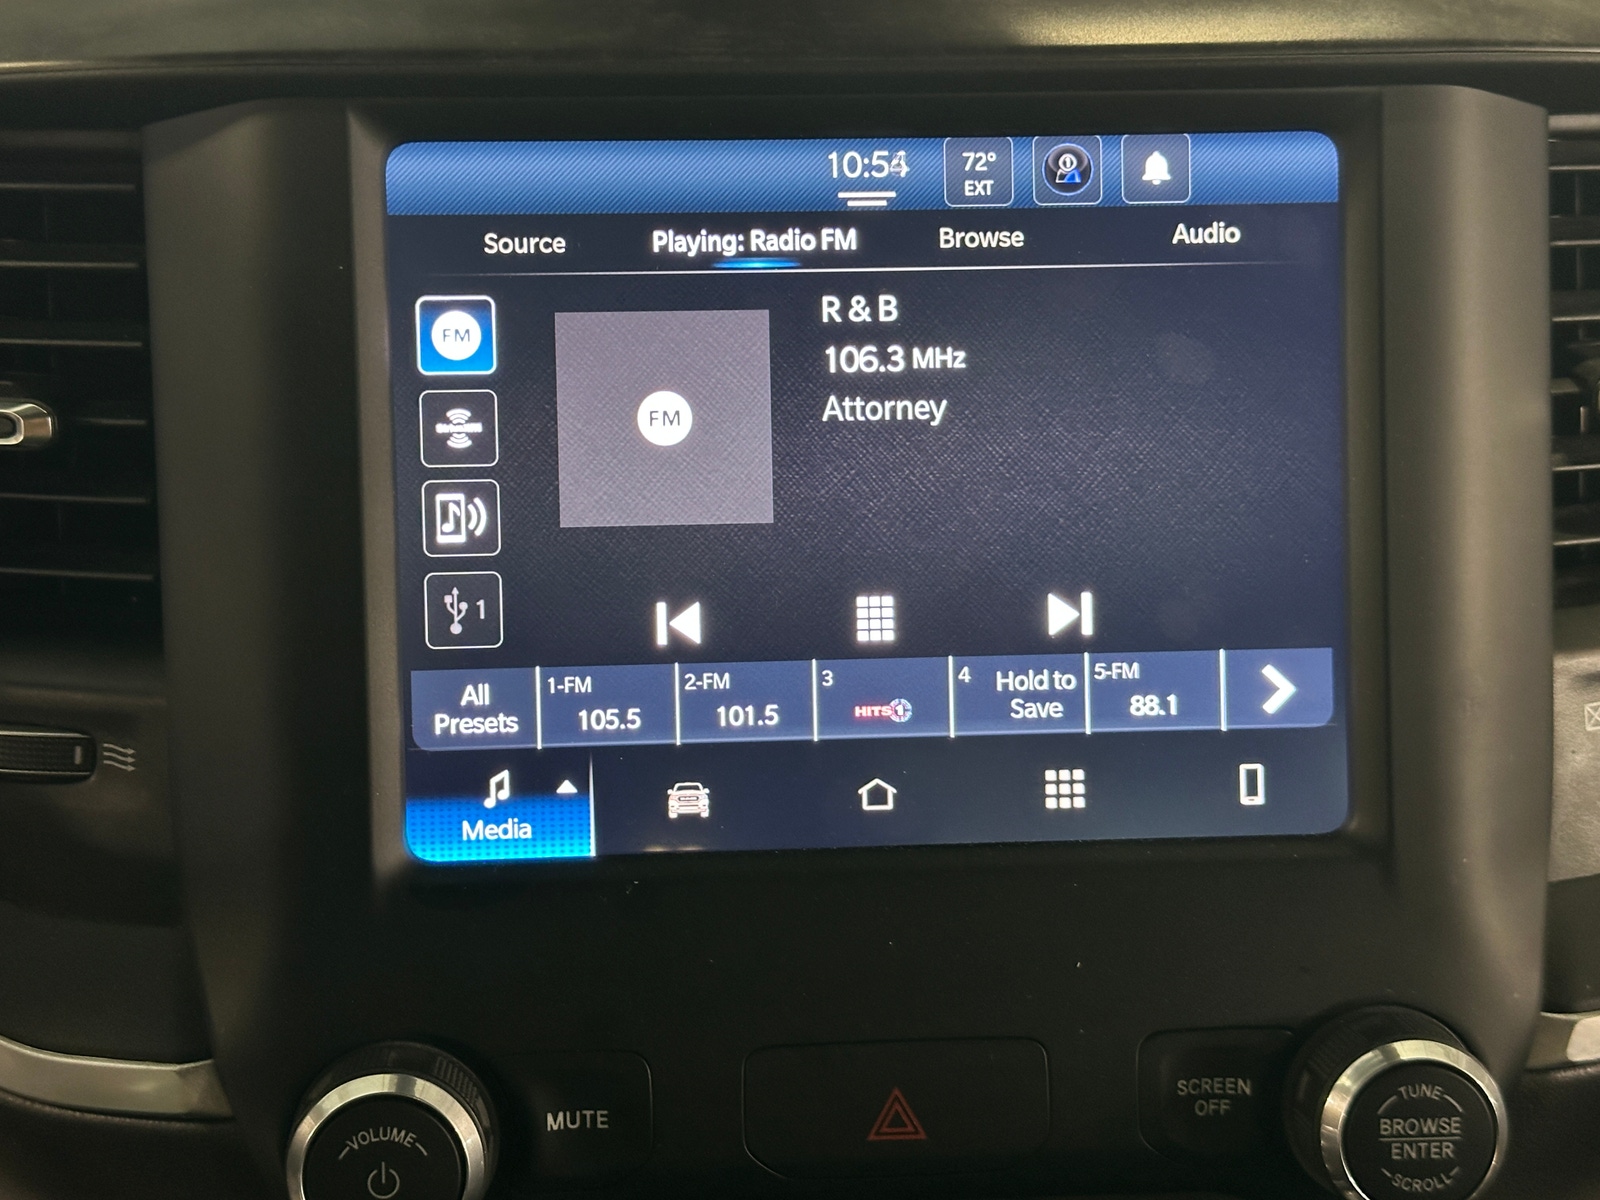 10:54
72°
EXT
Source
Playing: Radio FM
Browse
Audio
FM
R & B
106.3 MHz
Attorney
FM
1
All
Presets
1-FM
105.5
2-FM
101.5
3
HITS 1
4
Hold to
Save
5-FM
88.1
Media
VOLUME
MUTE
SCREEN
OFF
TUNE
BROWSE
ENTER
SCROLL